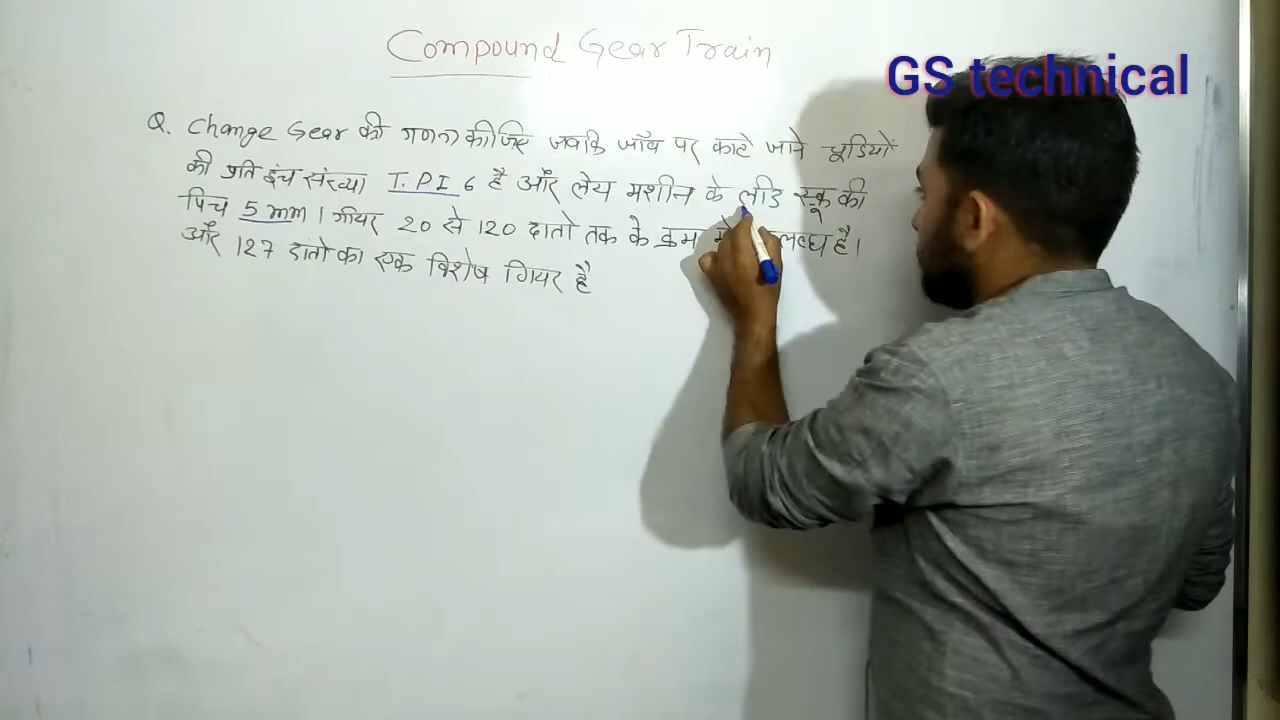 Compound Gear Train
GS technical
Q. Change Gear की गणना कीजिए जबकि जॉब पर काटे जाने चूडियों
की प्रति इंच संख्या T.P.I 6 है और लेथ मशीन के लीड स्क्रू की
पिच 5 mm। गीयर 20 से 120 दातो तक के क्रम में है।
और 127 दातो का एक विशेष गियर है